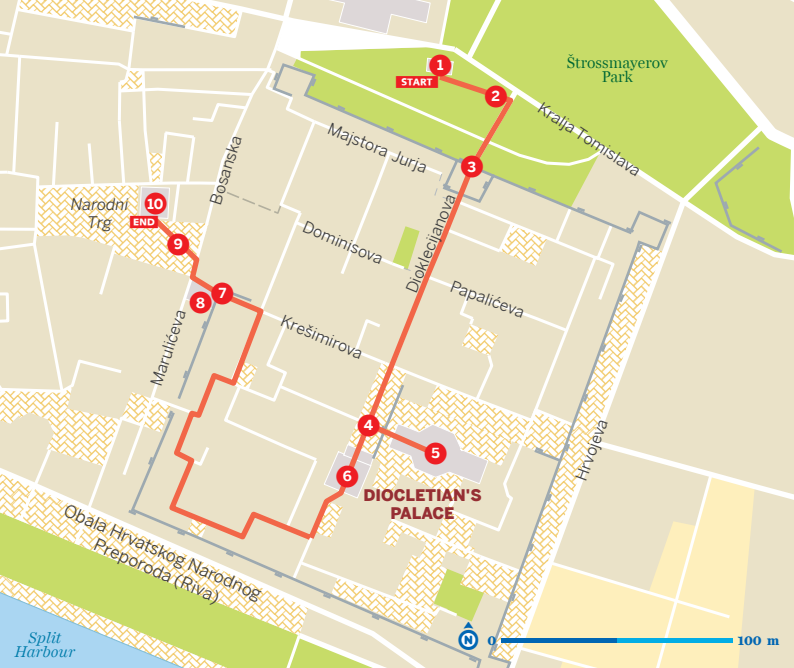 Štrossmayerov
Park
1
START
2
Kralja Tomislava
Majstora Jurja
3
Bosanska
Narodni
Trg
10
END
9
Dominisova
Dioklecijanova
Papalićeva
8
7
Krešimirova
Marulićeva
4
5
6
Hrvojeva
DIOCLETIAN'S
PALACE
Obala Hrvatskog Narodnog
Preporoda (Riva)
Split
Harbour
N
0
100 m